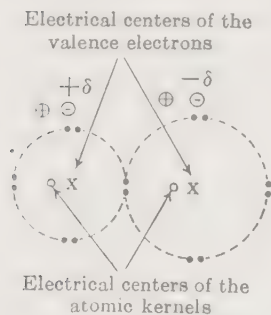 Electrical centers of the
valence electrons
+δ −δ
⊕ ⊖ ⊕ ⊖
x x
Electrical centers of the
atomic kernels